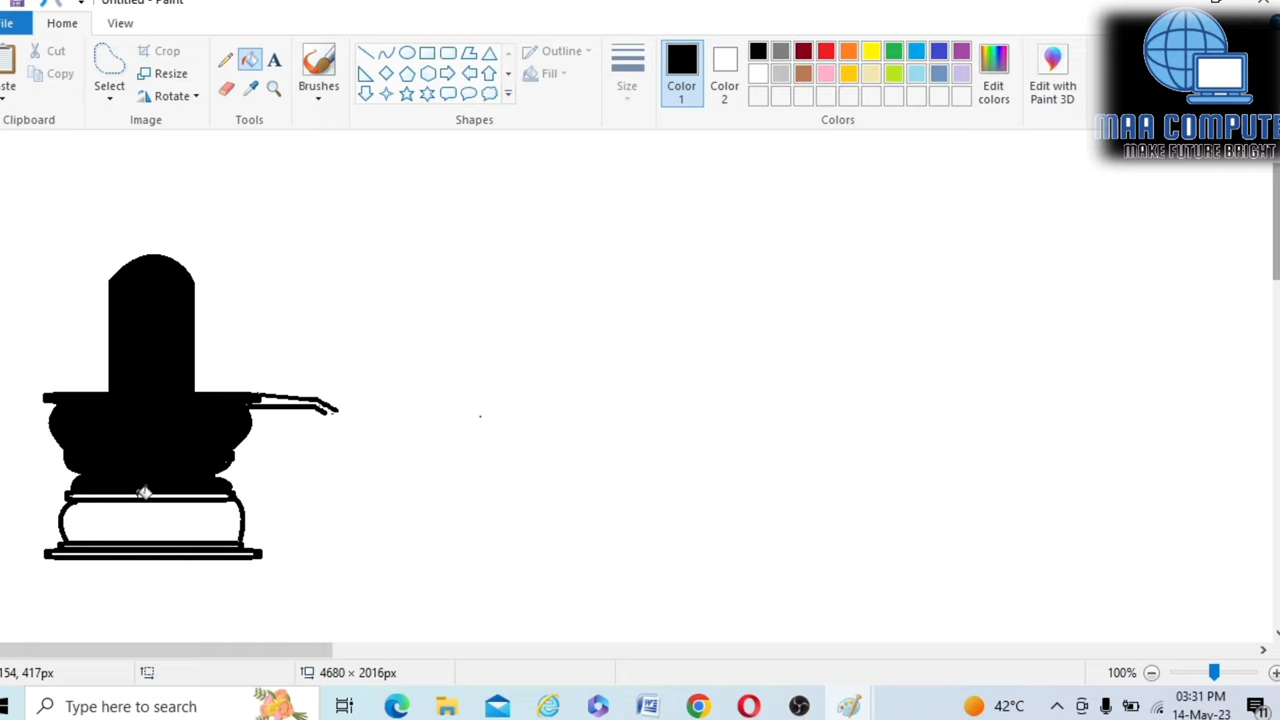 Untitled - Paint
File
Home
View
Cut
Copy
Clipboard
Select
Crop
Resize
Rotate
Image
Tools
Brushes
Shapes
Outline
Fill
Size
Color
1
Color
2
Colors
Edit
colors
Edit with
Paint 3D
MAA COMPUTE
MAKE FUTURE BRIGHT
154, 417px
4680 × 2016px
100%
Type here to search
42°C
03:31 PM
14-May-23
11